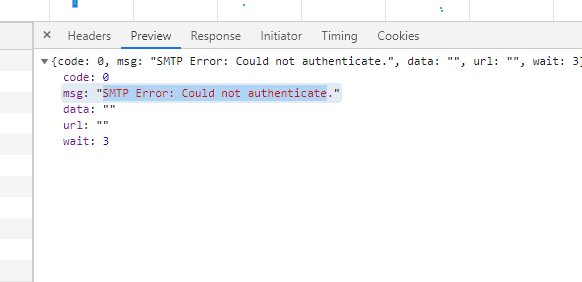 Headers Preview Response Initiator Timing Cookies
{code: 0, msg: "SMTP Error: Could not authenticate.", data: "", url: "", wait: 3}
code: 0
msg: "SMTP Error: Could not authenticate."
data: ""
url: ""
wait: 3